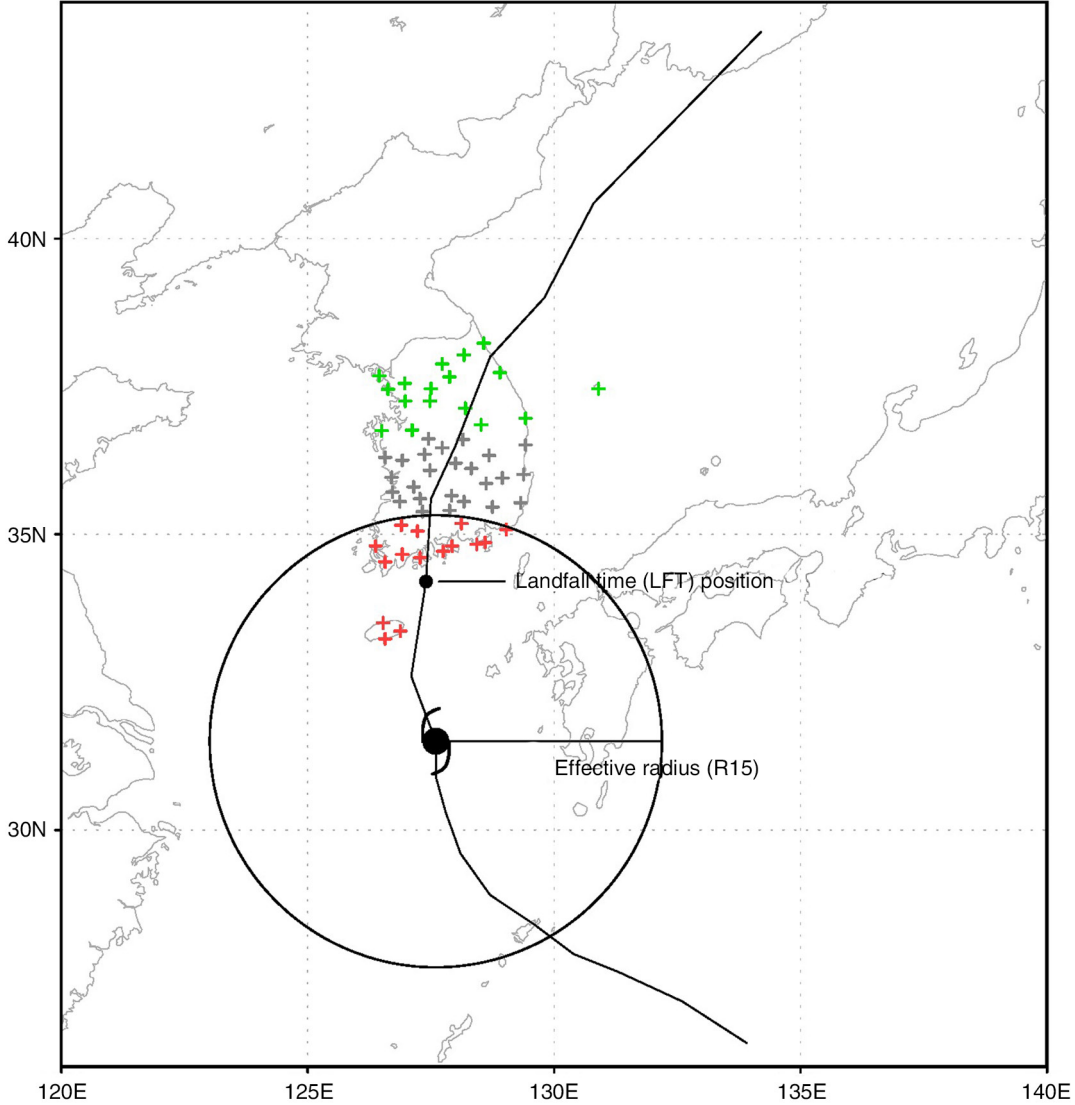 40N
35N
Landfall time (LFT) position
Effective radius (R15)
30N
120E
125E
130E
135E
140E